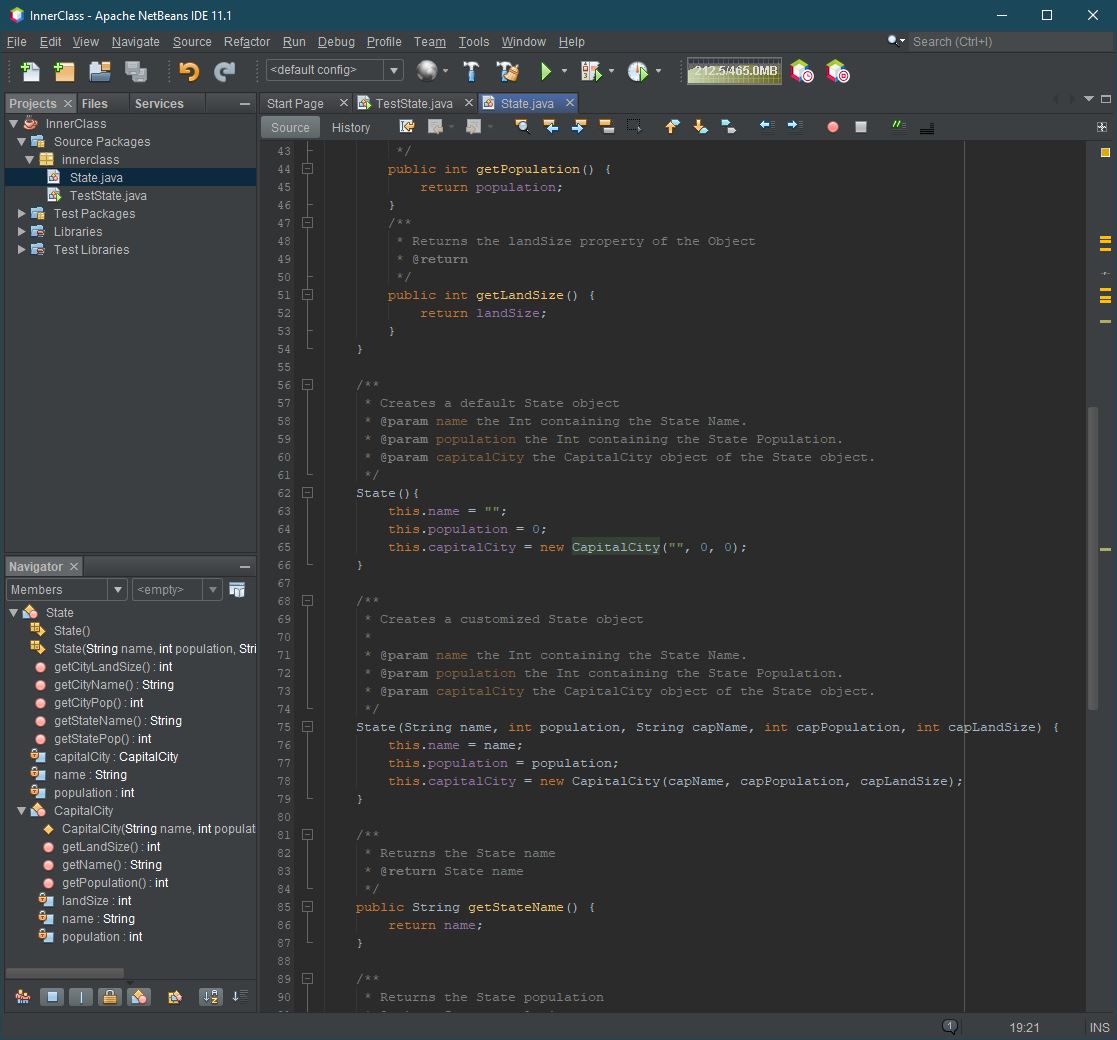 InnerClass - Apache NetBeans IDE 11.1
File Edit View Navigate Source Refactor Run Debug Profile Team Tools Window Help
Search (Ctrl+I)
<default config>
212.5/465.0MB
Projects Files Services
InnerClass
Source Packages
innerclass
State.java
TestState.java
Test Packages
Libraries
Test Libraries
Navigator
Members <empty>
State
State()
State(String name, int population, Stri
getCityLandSize() : int
getCityName() : String
getCityPop() : int
getStateName() : String
getStatePop() : int
capitalCity : CapitalCity
name : String
population : int
CapitalCity
CapitalCity(String name, int populat
getLandSize() : int
getName() : String
getPopulation() : int
landSize : int
name : String
population : int
Start Page TestState.java State.java
Source History
43 */
44 public int getPopulation() {
45 return population;
46 }
47 /**
48 * Returns the landSize property of the Object
49 * @return
50 */
51 public int getLandSize() {
52 return landSize;
53 }
54 }
55
56 /**
57 * Creates a default State object
58 * @param name the Int containing the State Name.
59 * @param population the Int containing the State Population.
60 * @param capitalCity the CapitalCity object of the State object.
61 */
62 State(){
63 this.name = "";
64 this.population = 0;
65 this.capitalCity = new CapitalCity("", 0, 0);
66 }
67
68 /**
69 * Creates a customized State object
70 *
71 * @param name the Int containing the State Name.
72 * @param population the Int containing the State Population.
73 * @param capitalCity the CapitalCity object of the State object.
74 */
75 State(String name, int population, String capName, int capPopulation, int capLandSize) {
76 this.name = name;
77 this.population = population;
78 this.capitalCity = new CapitalCity(capName, capPopulation, capLandSize);
79 }
80
81 /**
82 * Returns the State name
83 * @return State name
84 */
85 public String getStateName() {
86 return name;
87 }
88
89 /**
90 * Returns the State population
1
19:21
INS